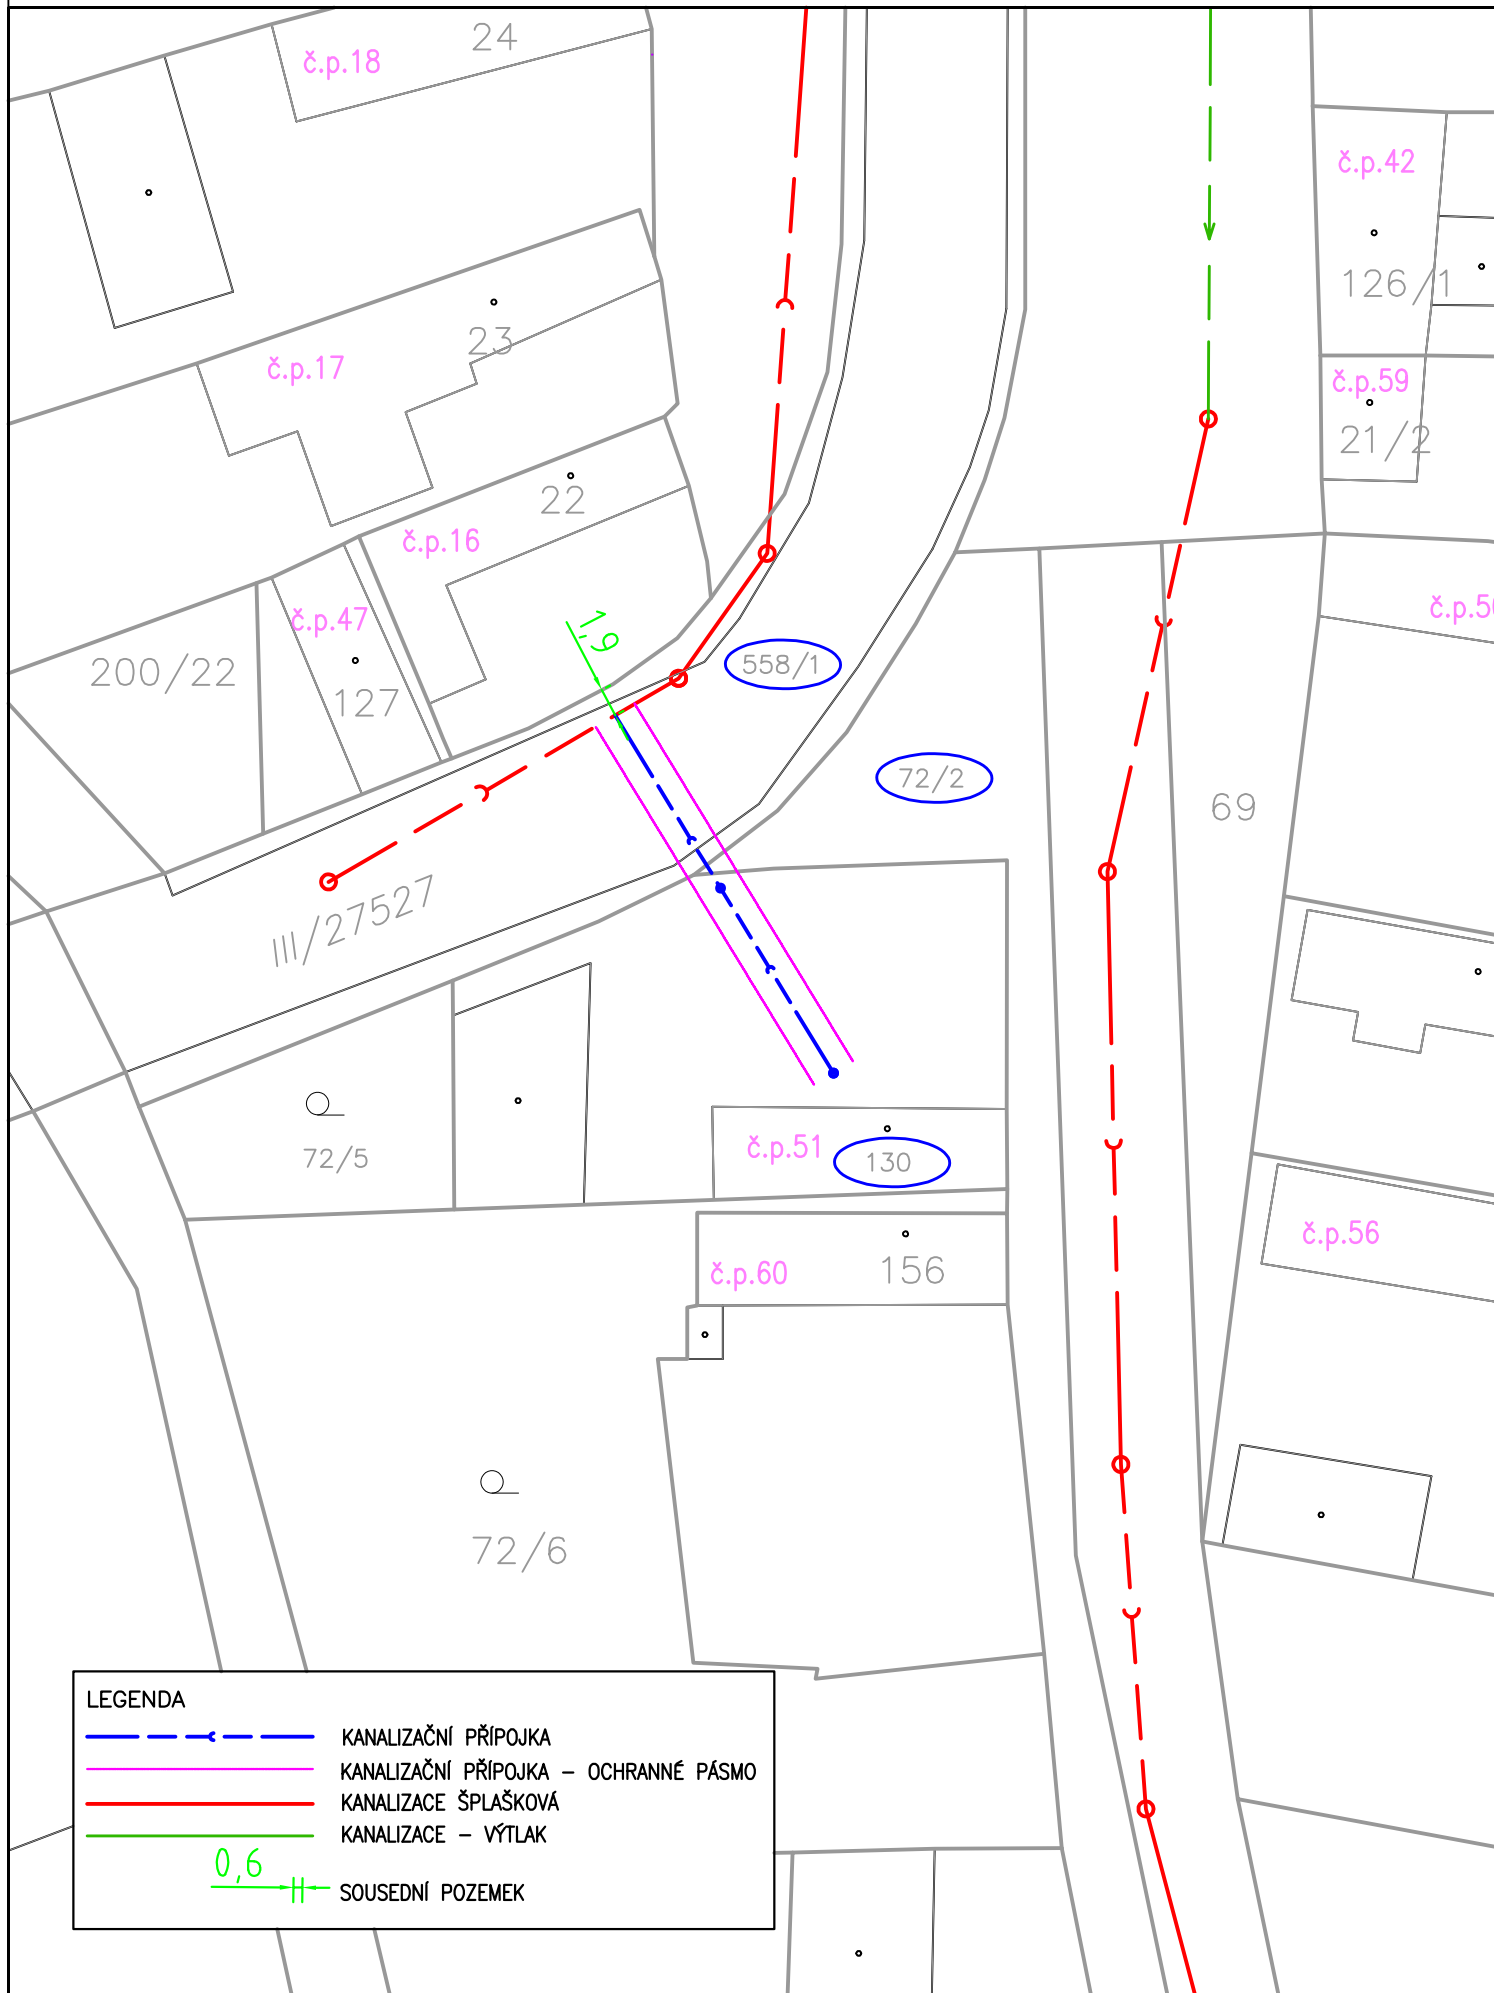 24
č.p.18
č.p.42
126/1
23
č.p.17
č.p.59
21/2
22
č.p.16
č.p.47
1,9
200/22
127
558/1
72/2
69
III/27527
72/5
č.p.51
130
č.p.60
156
č.p.56
72/6
LEGENDA
KANALIZAČNÍ PŘÍPOJKA
KANALIZAČNÍ PŘÍPOJKA – OCHRANNÉ PÁSMO
KANALIZACE ŠPLAŠKOVÁ
KANALIZACE – VÝTLAK
0,6
SOUSEDNÍ POZEMEK